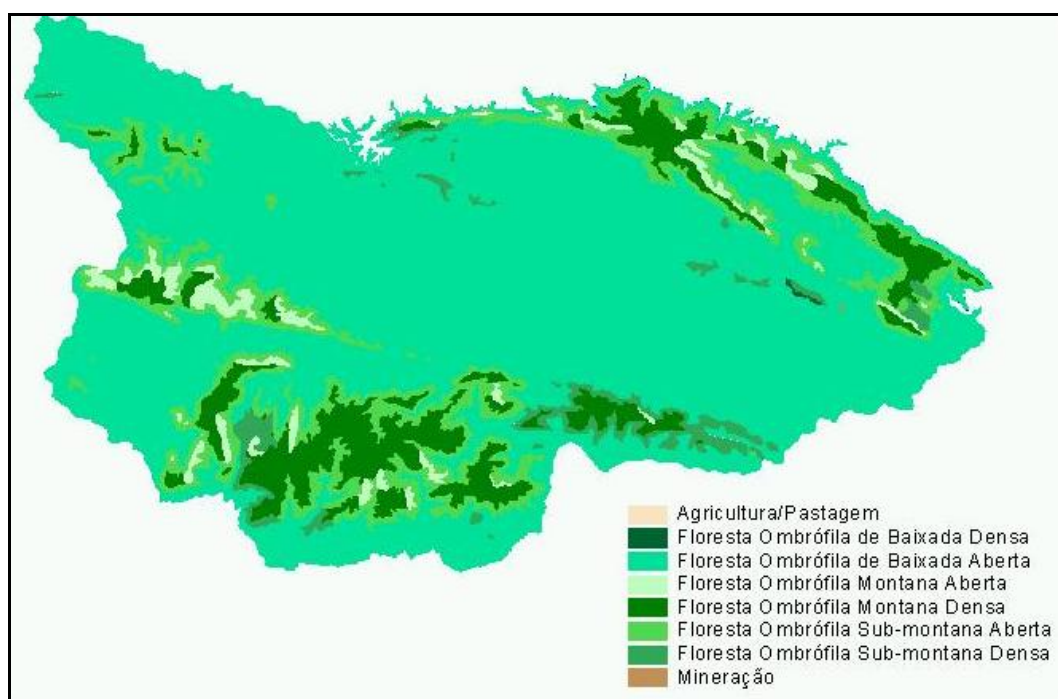 Agricultura/Pastagem
Floresta Ombrófila de Baixada Densa
Floresta Ombrófila de Baixada Aberta
Floresta Ombrófila Montana Aberta
Floresta Ombrófila Montana Densa
Floresta Ombrófila Sub-montana Aberta
Floresta Ombrófila Sub-montana Densa
Mineração